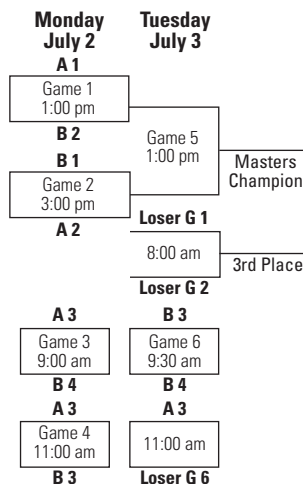 Monday Tuesday
July 2 July 3
A 1
Game 1
1:00 pm
B 2
Game 5
1:00 pm
B 1
Game 2
3:00 pm
A 2
Masters
Champion
Loser G 1
8:00 am
Loser G 2
3rd Place
A 3
Game 3
9:00 am
B 4
B 3
Game 6
9:30 am
B 4
A 3
Game 4
11:00 am
B 3
A 3
11:00 am
Loser G 6